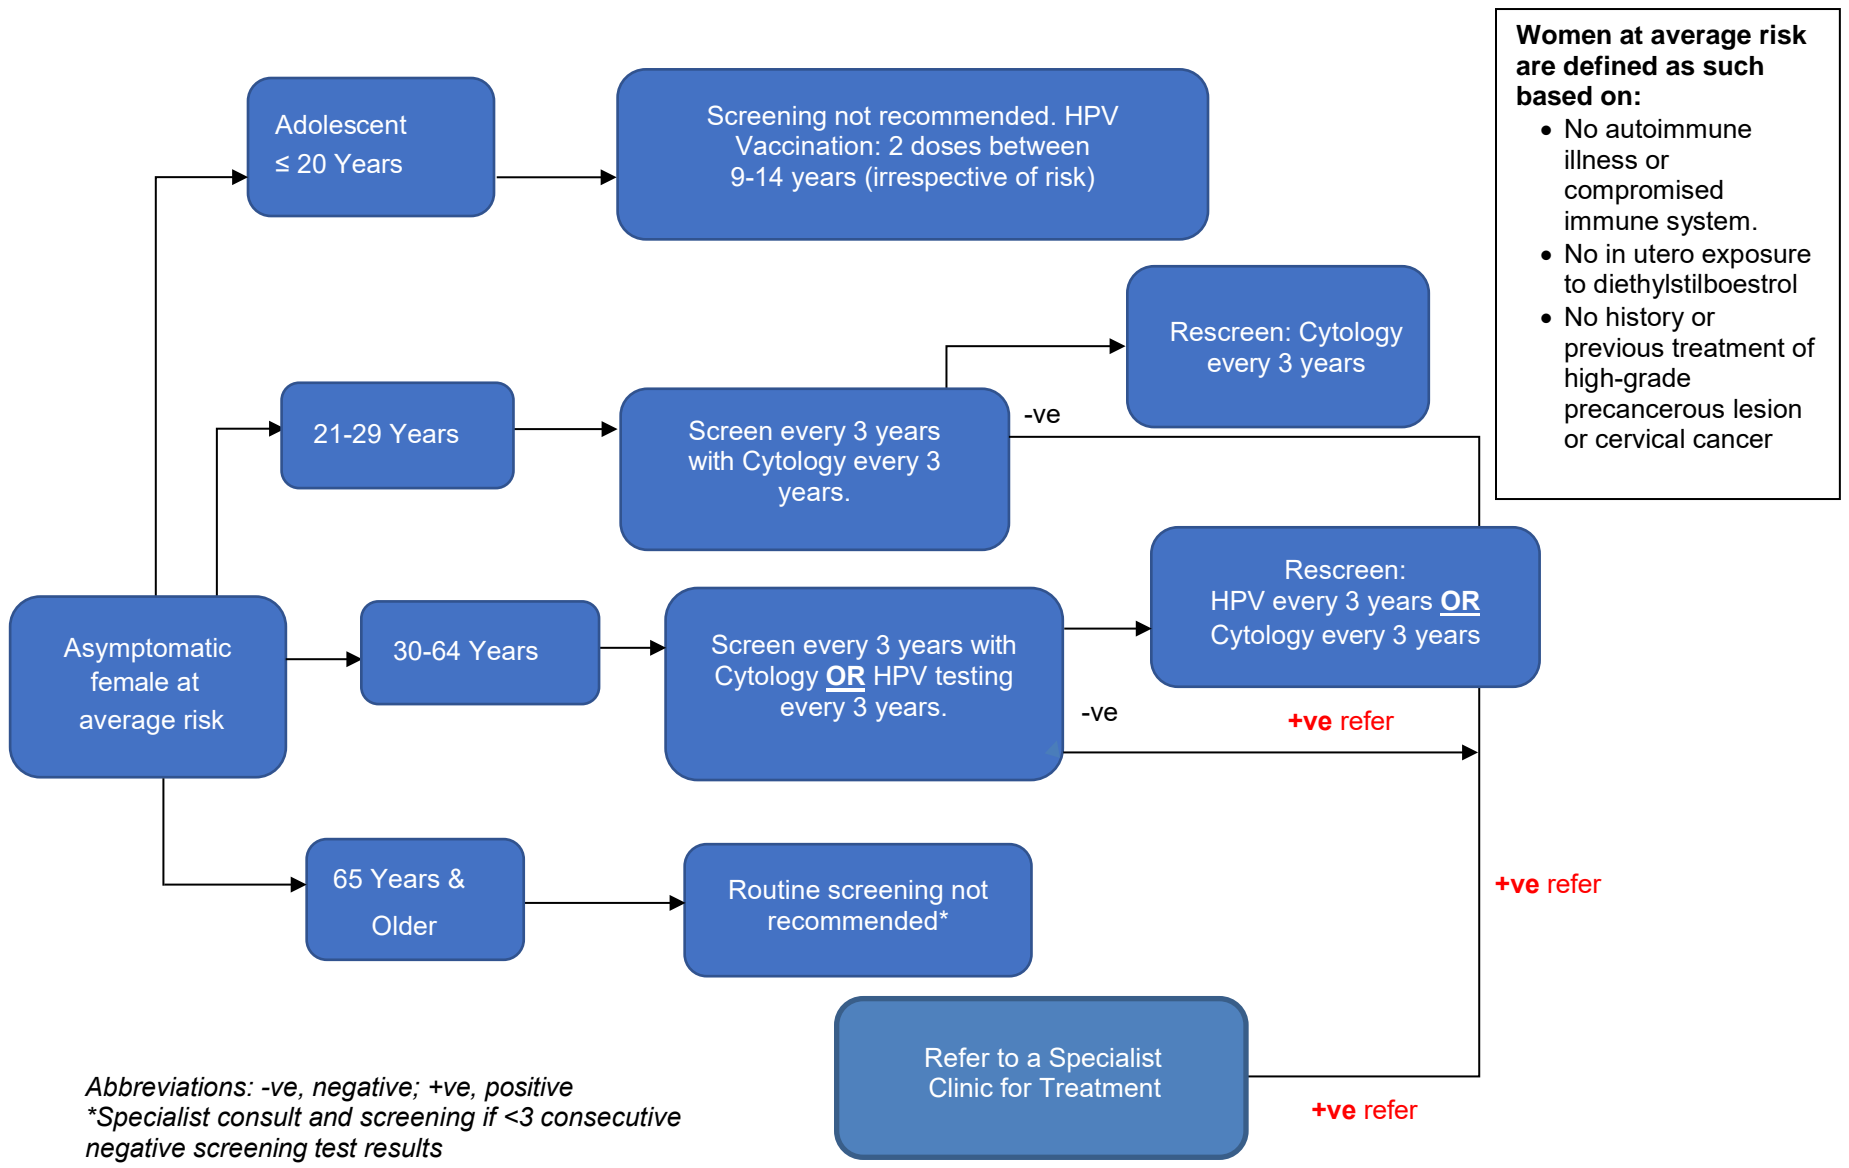 Women at average risk
are defined as such
based on:
• No autoimmune
illness or
compromised
immune system.
• No in utero exposure
to diethylstilboestrol
• No history or
previous treatment of
high-grade
precancerous lesion
or cervical cancer
Adolescent
≤ 20 Years
Screening not recommended. HPV
Vaccination: 2 doses between
9-14 years (irrespective of risk)
Rescreen: Cytology
every 3 years
21-29 Years
Screen every 3 years
with Cytology every 3
years.
-ve
Rescreen:
HPV every 3 years OR
Cytology every 3 years
Asymptomatic
female at
average risk
30-64 Years
Screen every 3 years with
Cytology OR HPV testing
every 3 years.
-ve
+ve refer
65 Years &
Older
Routine screening not
recommended*
+ve refer
Refer to a Specialist
Clinic for Treatment
+ve refer
Abbreviations: -ve, negative; +ve, positive
*Specialist consult and screening if <3 consecutive
negative screening test results